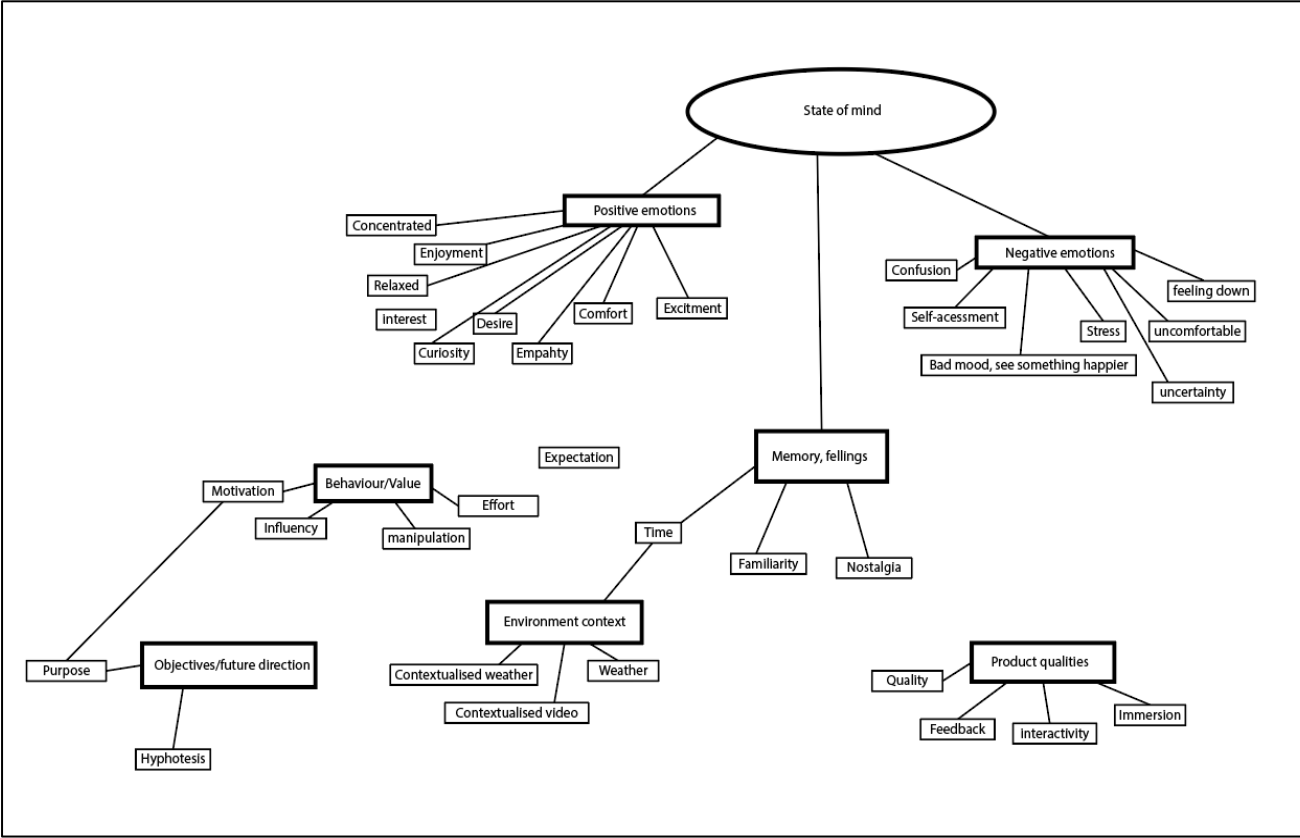 State of mind
Positive emotions
Concentrated
Enjoyment
Relaxed
interest
Desire
Curiosity
Empahty
Comfort
Excitment
Negative emotions
Confusion
feeling down
Self-acessment
Stress
uncomfortable
Bad mood, see something happier
uncertainty
Memory, fellings
Expectation
Behaviour/Value
Motivation
Effort
Influency
manipulation
Time
Familiarity
Nostalgia
Environment context
Contextualised weather
Weather
Contextualised video
Objectives/future direction
Purpose
Hyphotesis
Product qualities
Quality
Feedback
interactivity
Immersion